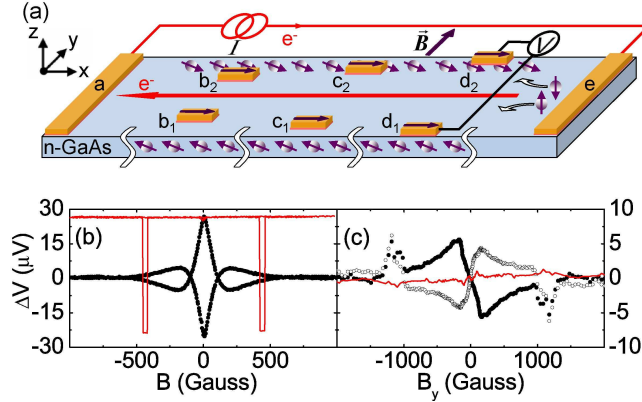 (a)
z
y
x
I
e⁻
B⃗
V
a
b₂
c₂
d₂
e
e⁻
b₁
c₁
d₁
n-GaAs
(b)
(c)
ΔV (μV)
30
15
0
-15
-30
-500
0
500
B (Gauss)
10
5
0
-5
-10
-1000
0
1000
B_y (Gauss)